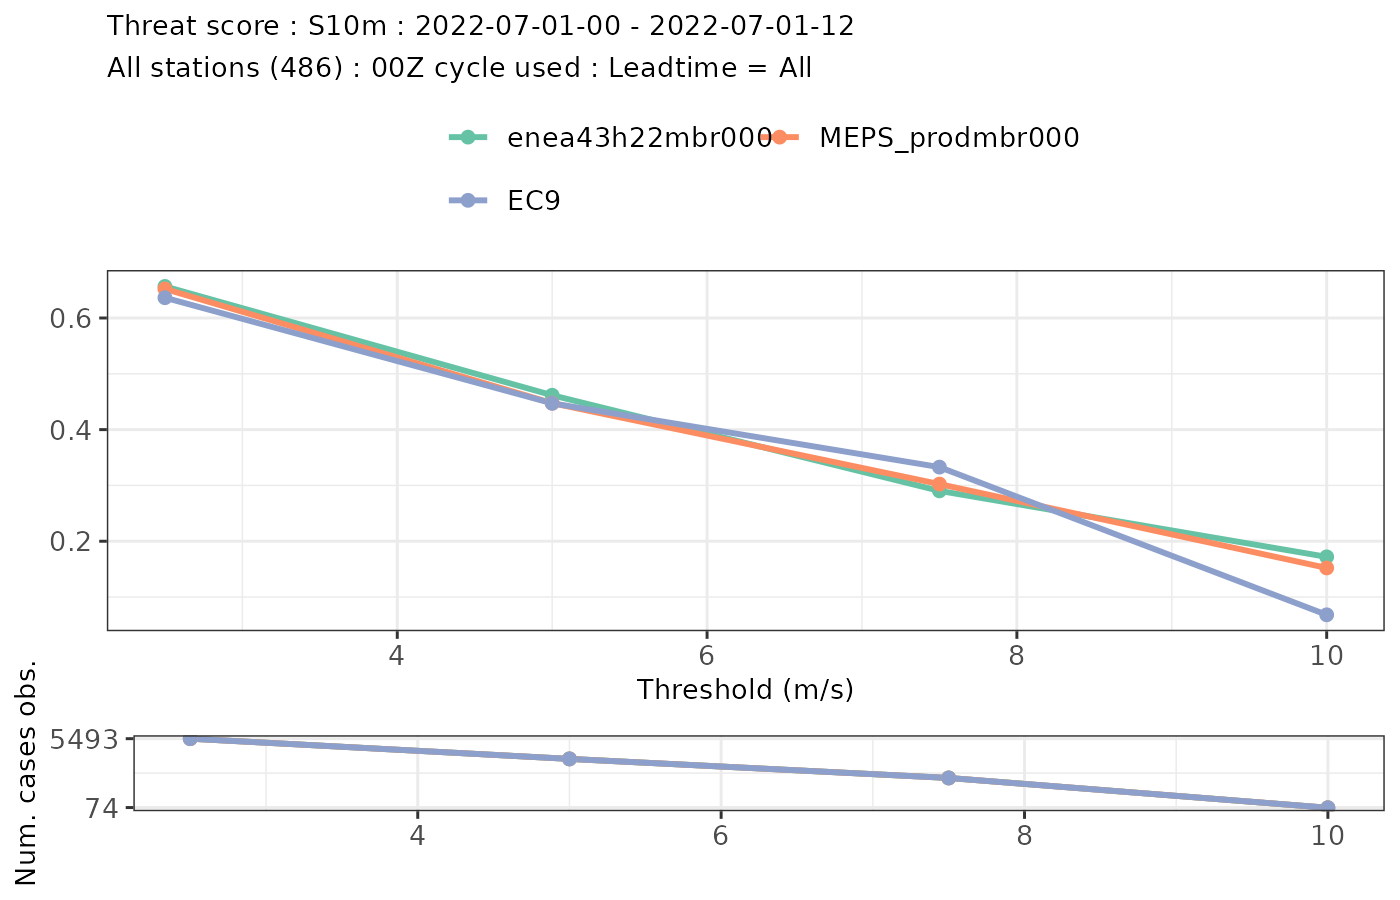 Threat score : S10m : 2022-07-01-00 - 2022-07-01-12
All stations (486) : 00Z cycle used : Leadtime = All
enea43h22mbr000 MEPS_prodmbr000
EC9
0.6
0.4
0.2
4 6 8 10
Threshold (m/s)
Num. cases obs.
5493
74
4 6 8 10